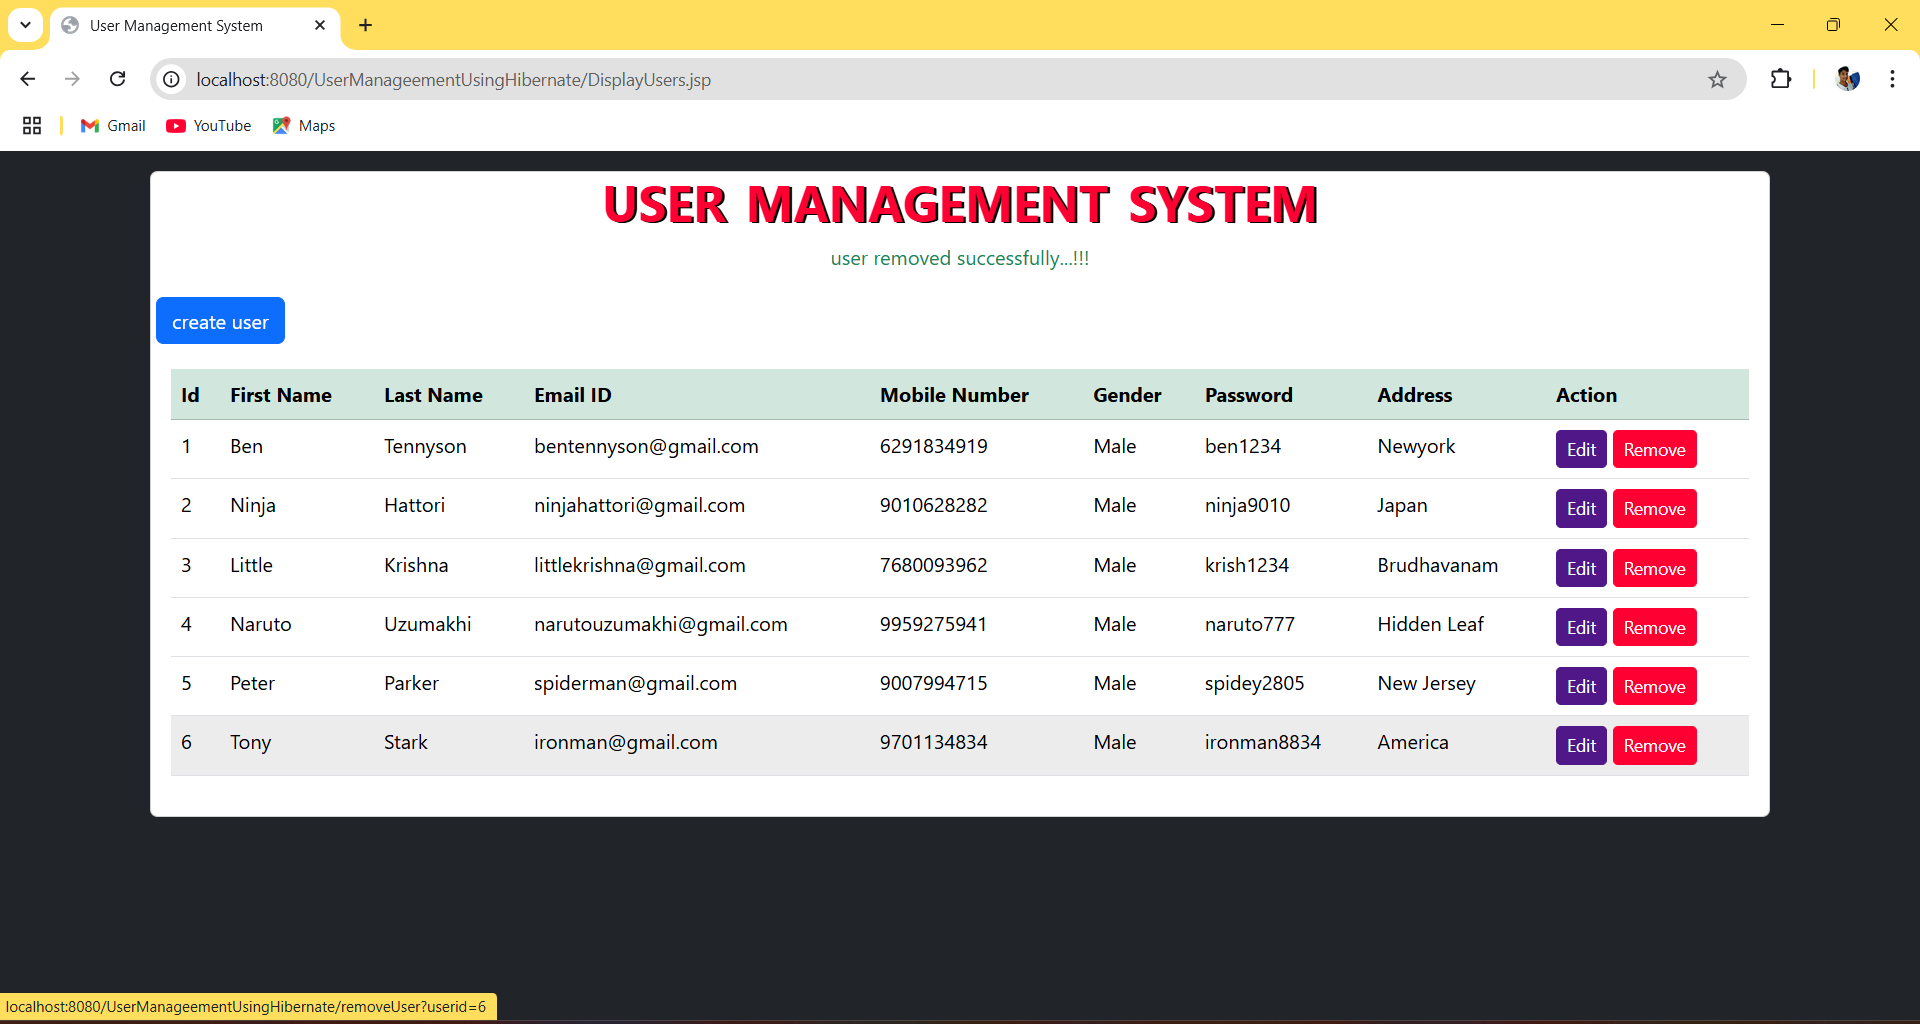 User Management System
localhost:8080/UserManageementUsingHibernate/DisplayUsers.jsp
Gmail YouTube Maps
USER MANAGEMENT SYSTEM
user removed successfully...!!!
create user
Id First Name Last Name Email ID Mobile Number Gender Password Address Action
1 Ben Tennyson bentennyson@gmail.com 6291834919 Male ben1234 Newyork Edit Remove
2 Ninja Hattori ninjahattori@gmail.com 9010628282 Male ninja9010 Japan Edit Remove
3 Little Krishna littlekrishna@gmail.com 7680093962 Male krish1234 Brudhavanam Edit Remove
4 Naruto Uzumakhi narutouzumakhi@gmail.com 9959275941 Male naruto777 Hidden Leaf Edit Remove
5 Peter Parker spiderman@gmail.com 9007994715 Male spidey2805 New Jersey Edit Remove
6 Tony Stark ironman@gmail.com 9701134834 Male ironman8834 America Edit Remove
localhost:8080/UserManageementUsingHibernate/removeUser?userid=6